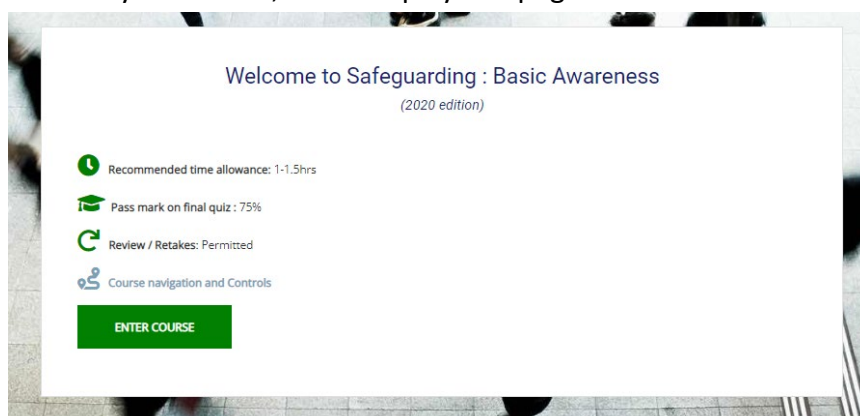 Welcome to Safeguarding : Basic Awareness
(2020 edition)
Recommended time allowance: 1-1.5hrs
Pass mark on final quiz : 75%
Review / Retakes: Permitted
Course navigation and Controls
ENTER COURSE